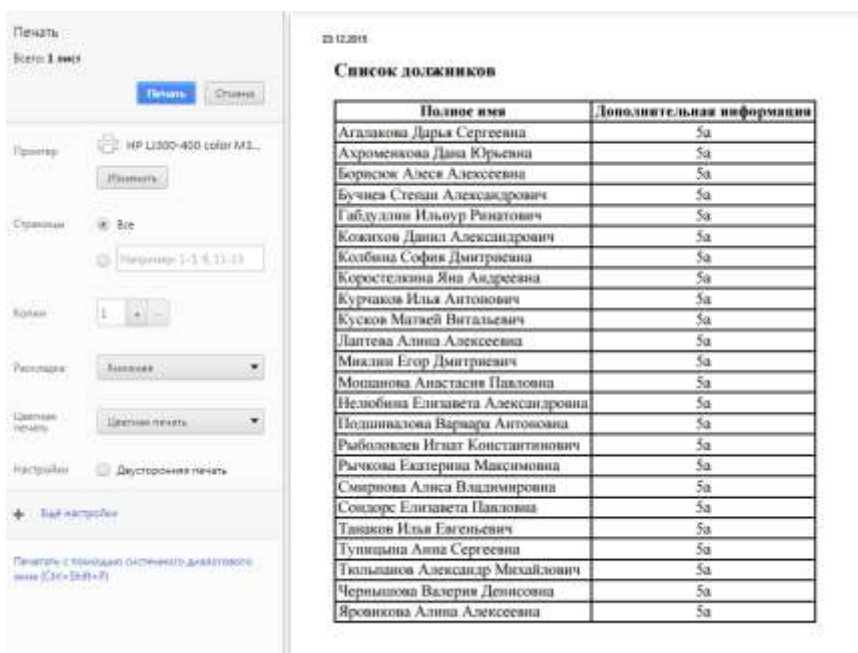 Печать
Всего: 1 лист
Печать Отмена
Принтер HP LJ300-400 color M3...
Изменить
Страницы Все
Например: 1-3, 6, 11-13
Копии 1 + -
Раскладка Книжная
Цветная печать Цветная печать
Настройки Двусторонняя печать
+ Ещё настройки
Печатать с помощью системного диалогового
окна (Ctrl+Shift+P)
23.12.2015
Список должников
Полное имя Дополнительная информация
Агалакова Дарья Сергеевна 5а
Ахроменкова Дана Юрьевна 5а
Борисюк Алеся Алексеевна 5а
Бучнев Степан Александрович 5а
Габдуллин Ильнур Ринатович 5а
Кожихов Данил Александрович 5а
Колбина София Дмитриевна 5а
Коростелкина Яна Андреевна 5а
Курчаков Илья Антонович 5а
Кусков Матвей Витальевич 5а
Лаптева Алина Алексеевна 5а
Миклин Егор Дмитриевич 5а
Мошанова Анастасия Павловна 5а
Нелюбина Елизавета Александровна 5а
Подшивалова Варвара Антоновна 5а
Рыболовлев Игнат Константинович 5а
Рычкова Екатерина Максимовна 5а
Смирнова Алиса Владимировна 5а
Сондорс Елизавета Павловна 5а
Танаков Илья Евгеньевич 5а
Тупицына Анна Сергеевна 5а
Тюльпанов Александр Михайлович 5а
Чернышова Валерия Денисовна 5а
Яровикова Алина Алексеевна 5а